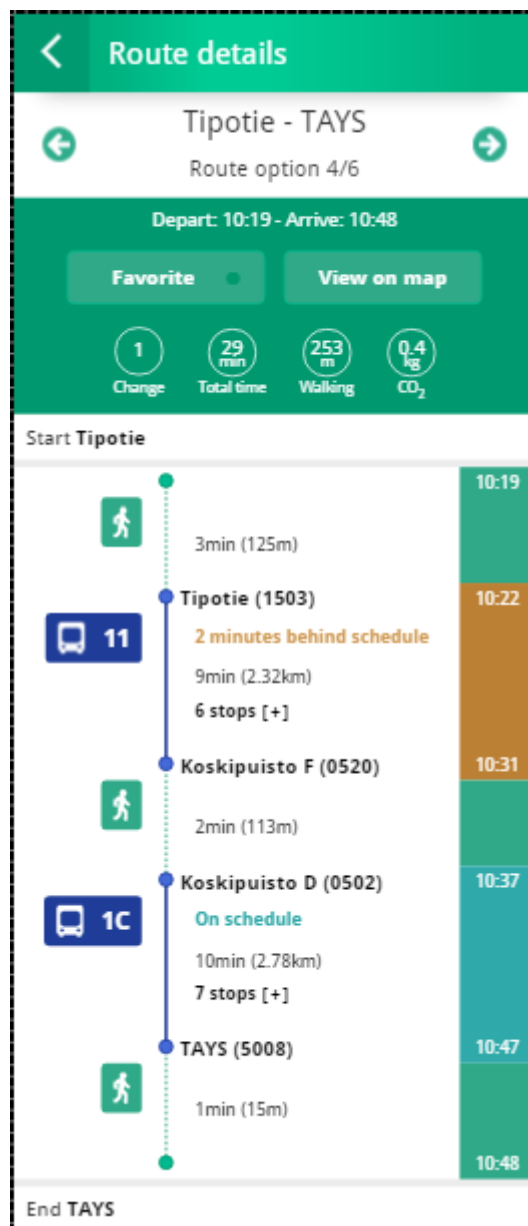 Route details
Tipotie - TAYS
Route option 4/6
Depart: 10:19 - Arrive: 10:48
Favorite
View on map
1
Change
29
min
Total time
253
m
Walking
0.4
kg
CO₂
Start Tipotie
10:19
3min (125m)
Tipotie (1503)
10:22
11
2 minutes behind schedule
9min (2.32km)
6 stops [+]
Koskipuisto F (0520)
10:31
2min (113m)
Koskipuisto D (0502)
10:37
1C
On schedule
10min (2.78km)
7 stops [+]
TAYS (5008)
10:47
1min (15m)
10:48
End TAYS